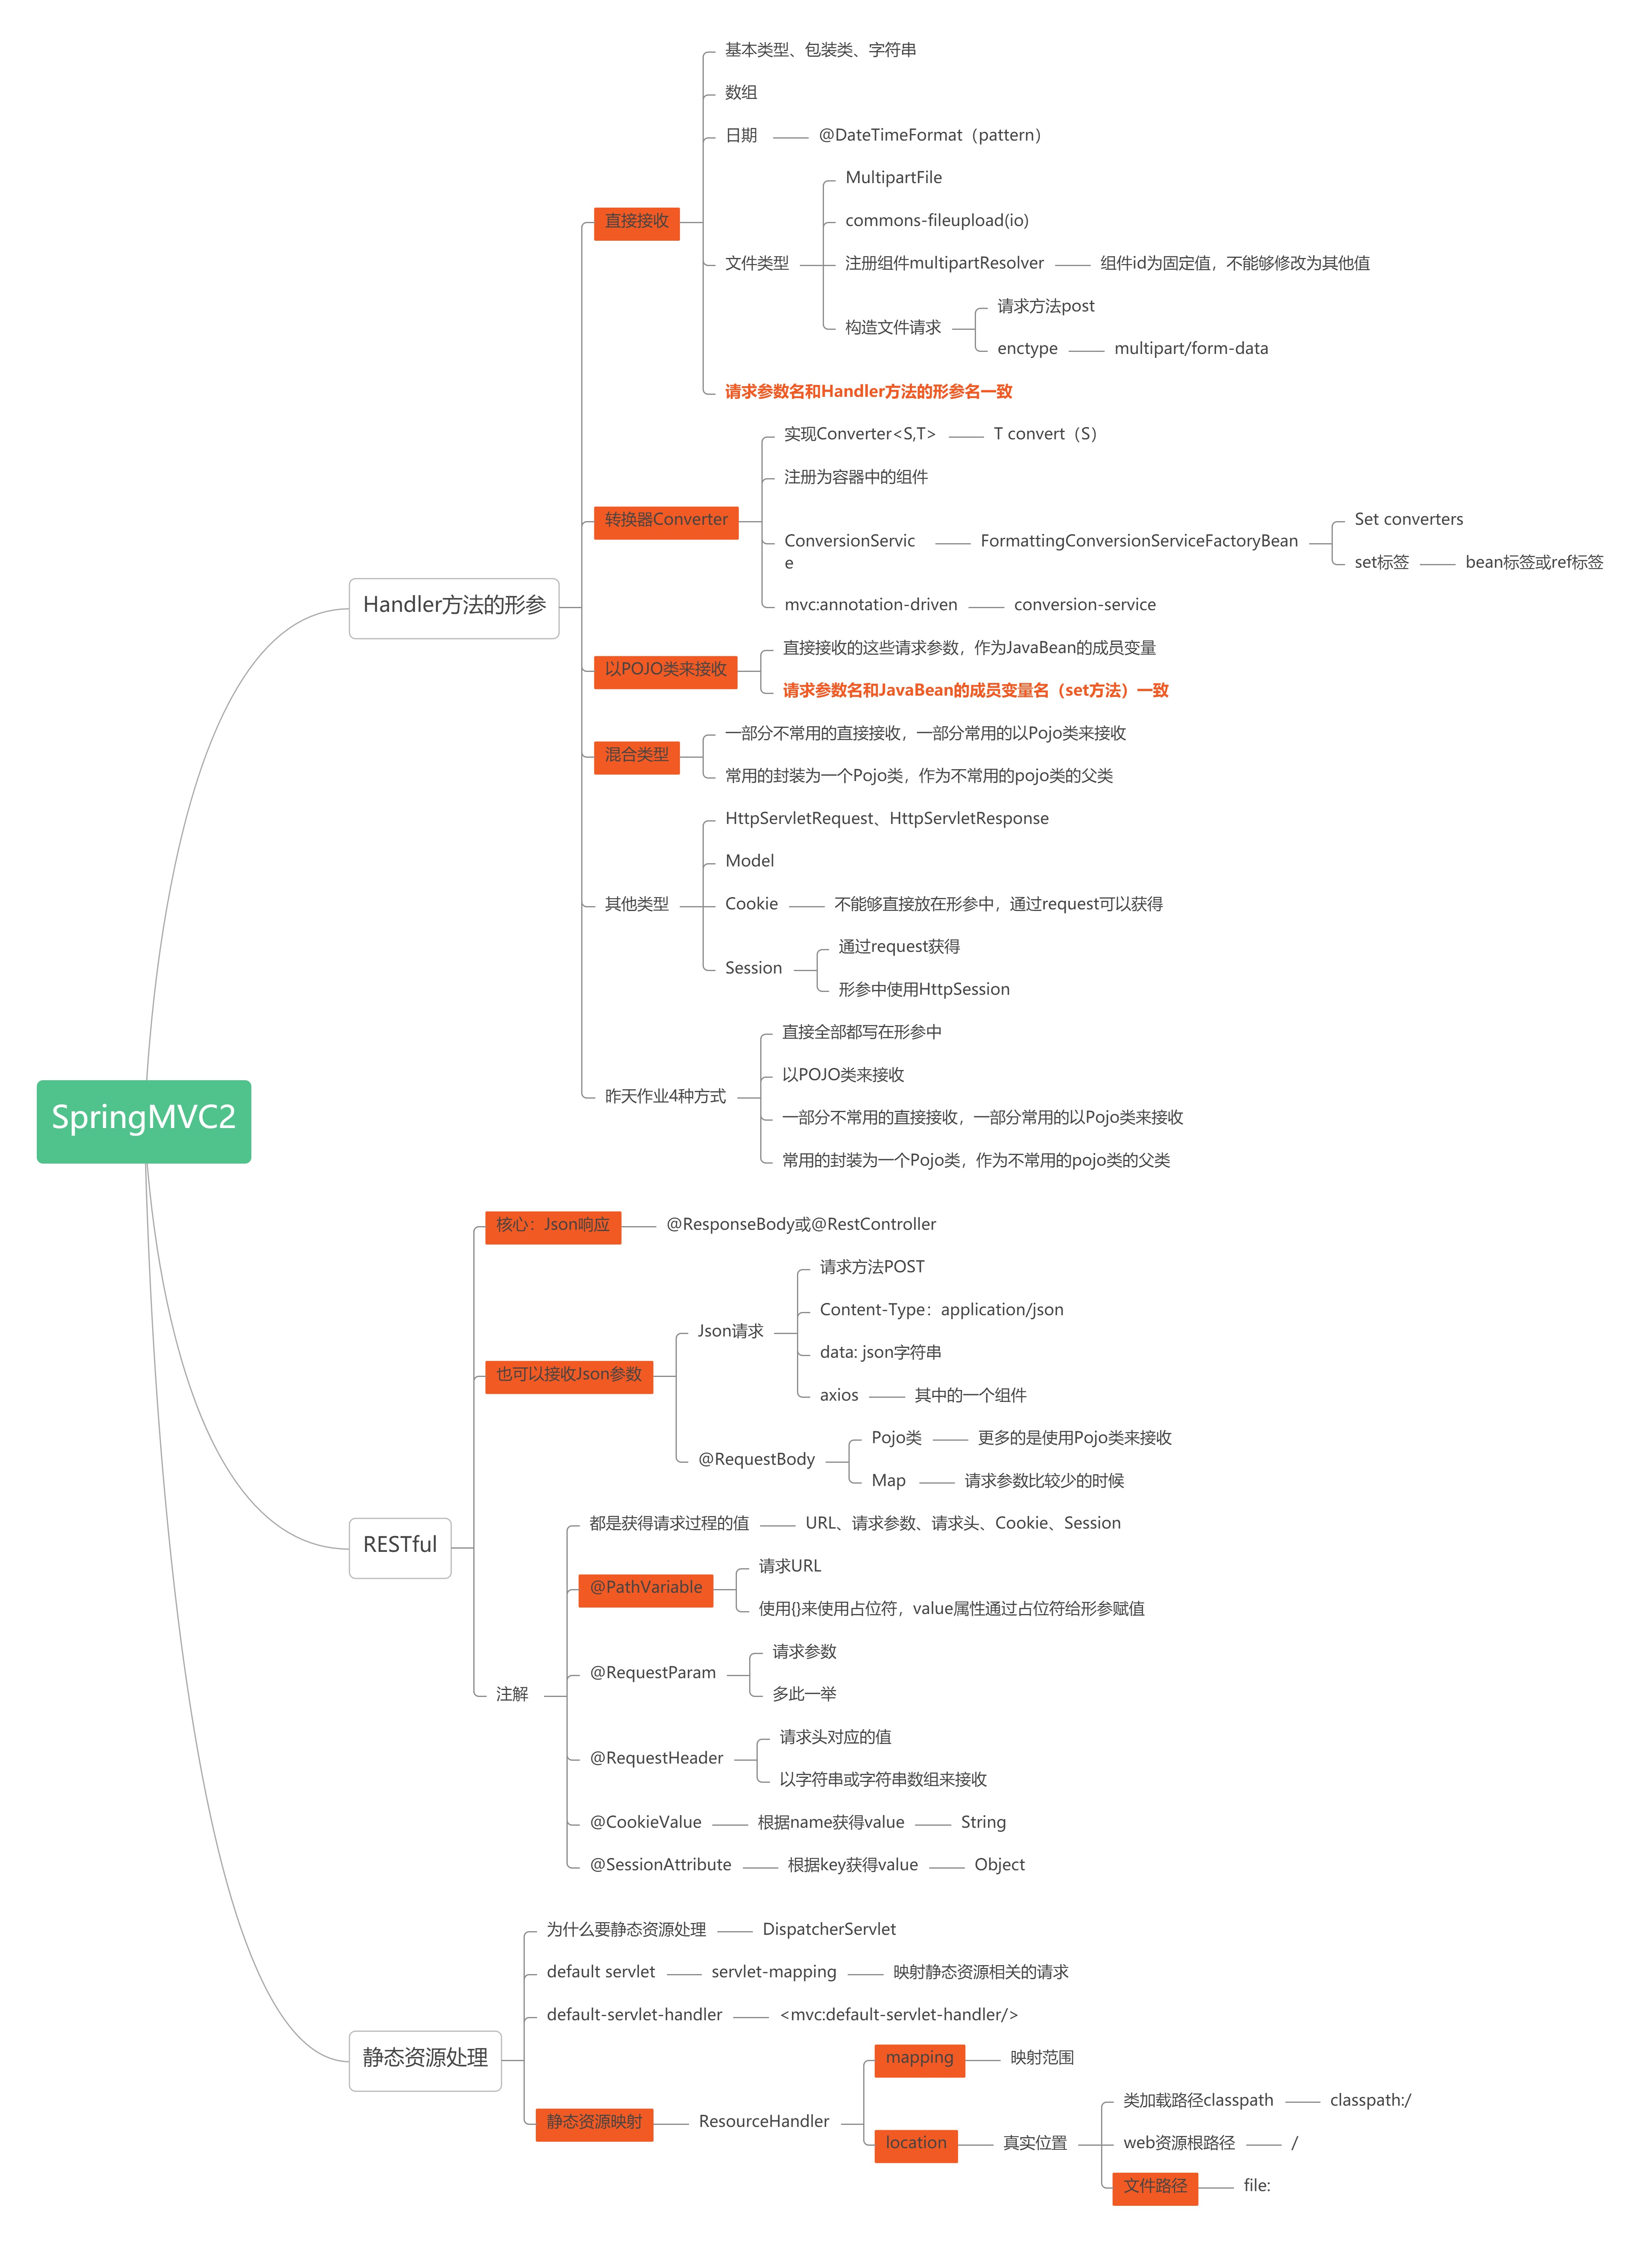 SpringMVC2
Handler方法的形参
直接接收
基本类型、包装类、字符串
数组
日期
@DateTimeFormat（pattern）
文件类型
MultipartFile
commons-fileupload(io)
注册组件multipartResolver
组件id为固定值，不能够修改为其他值
构造文件请求
请求方法post
enctype
multipart/form-data
请求参数名和Handler方法的形参名一致
转换器Converter
实现Converter<S,T>
T convert（S）
注册为容器中的组件
ConversionServic
e
FormattingConversionServiceFactoryBean
Set converters
set标签
bean标签或ref标签
mvc:annotation-driven
conversion-service
以POJO类来接收
直接接收的这些请求参数，作为JavaBean的成员变量
请求参数名和JavaBean的成员变量名（set方法）一致
混合类型
一部分不常用的直接接收，一部分常用的以Pojo类来接收
常用的封装为一个Pojo类，作为不常用的pojo类的父类
其他类型
HttpServletRequest、HttpServletResponse
Model
Cookie
不能够直接放在形参中，通过request可以获得
Session
通过request获得
形参中使用HttpSession
昨天作业4种方式
直接全部都写在形参中
以POJO类来接收
一部分不常用的直接接收，一部分常用的以Pojo类来接收
常用的封装为一个Pojo类，作为不常用的pojo类的父类
RESTful
核心：Json响应
@ResponseBody或@RestController
也可以接收Json参数
Json请求
请求方法POST
Content-Type：application/json
data: json字符串
axios
其中的一个组件
@RequestBody
Pojo类
更多的是使用Pojo类来接收
Map
请求参数比较少的时候
注解
都是获得请求过程的值
URL、请求参数、请求头、Cookie、Session
@PathVariable
请求URL
使用{}来使用占位符，value属性通过占位符给形参赋值
@RequestParam
请求参数
多此一举
@RequestHeader
请求头对应的值
以字符串或字符串数组来接收
@CookieValue
根据name获得value
String
@SessionAttribute
根据key获得value
Object
静态资源处理
为什么要静态资源处理
DispatcherServlet
default servlet
servlet-mapping
映射静态资源相关的请求
default-servlet-handler
<mvc:default-servlet-handler/>
静态资源映射
ResourceHandler
mapping
映射范围
location
真实位置
类加载路径classpath
classpath:/
web资源根路径
/
文件路径
file: